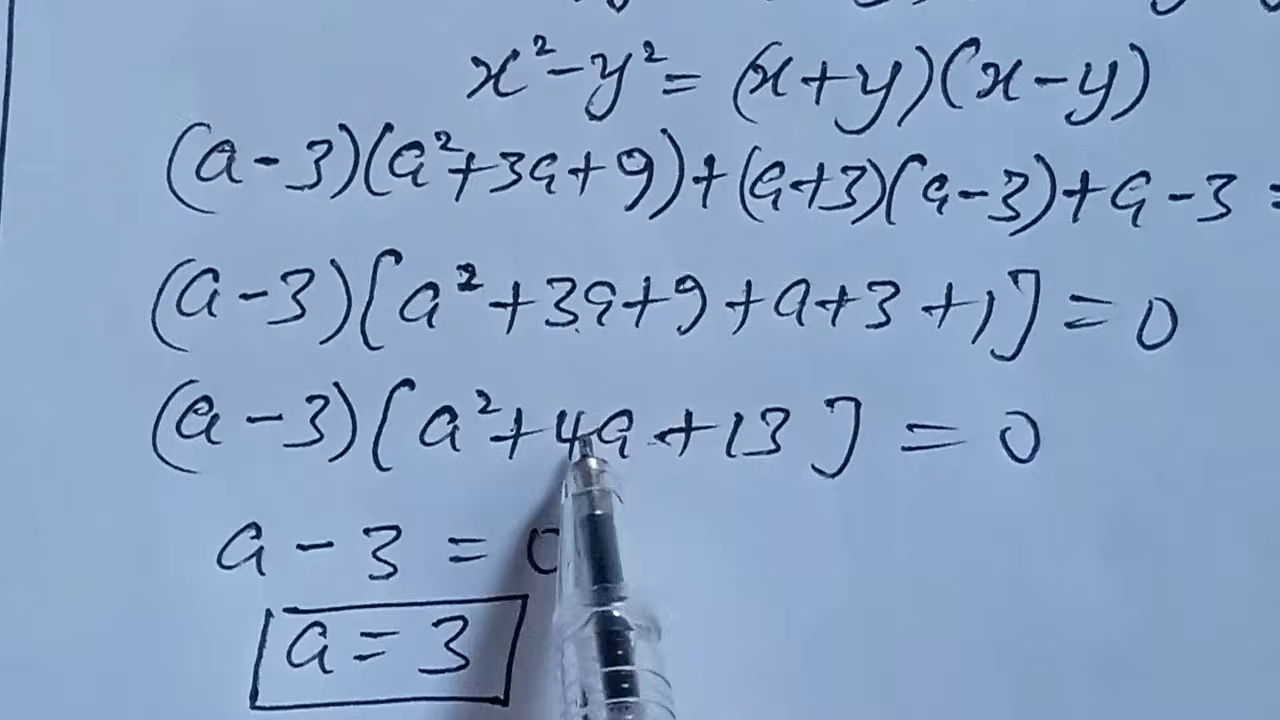 x² - y² = (x+y)(x-y)
(a-3)(a²+3a+9)+(a+3)(a-3)+a-3 =
(a-3)[a²+3a+9+a+3+1] = 0
(a-3)[a²+4a+13] = 0
a-3 = 0
a = 3